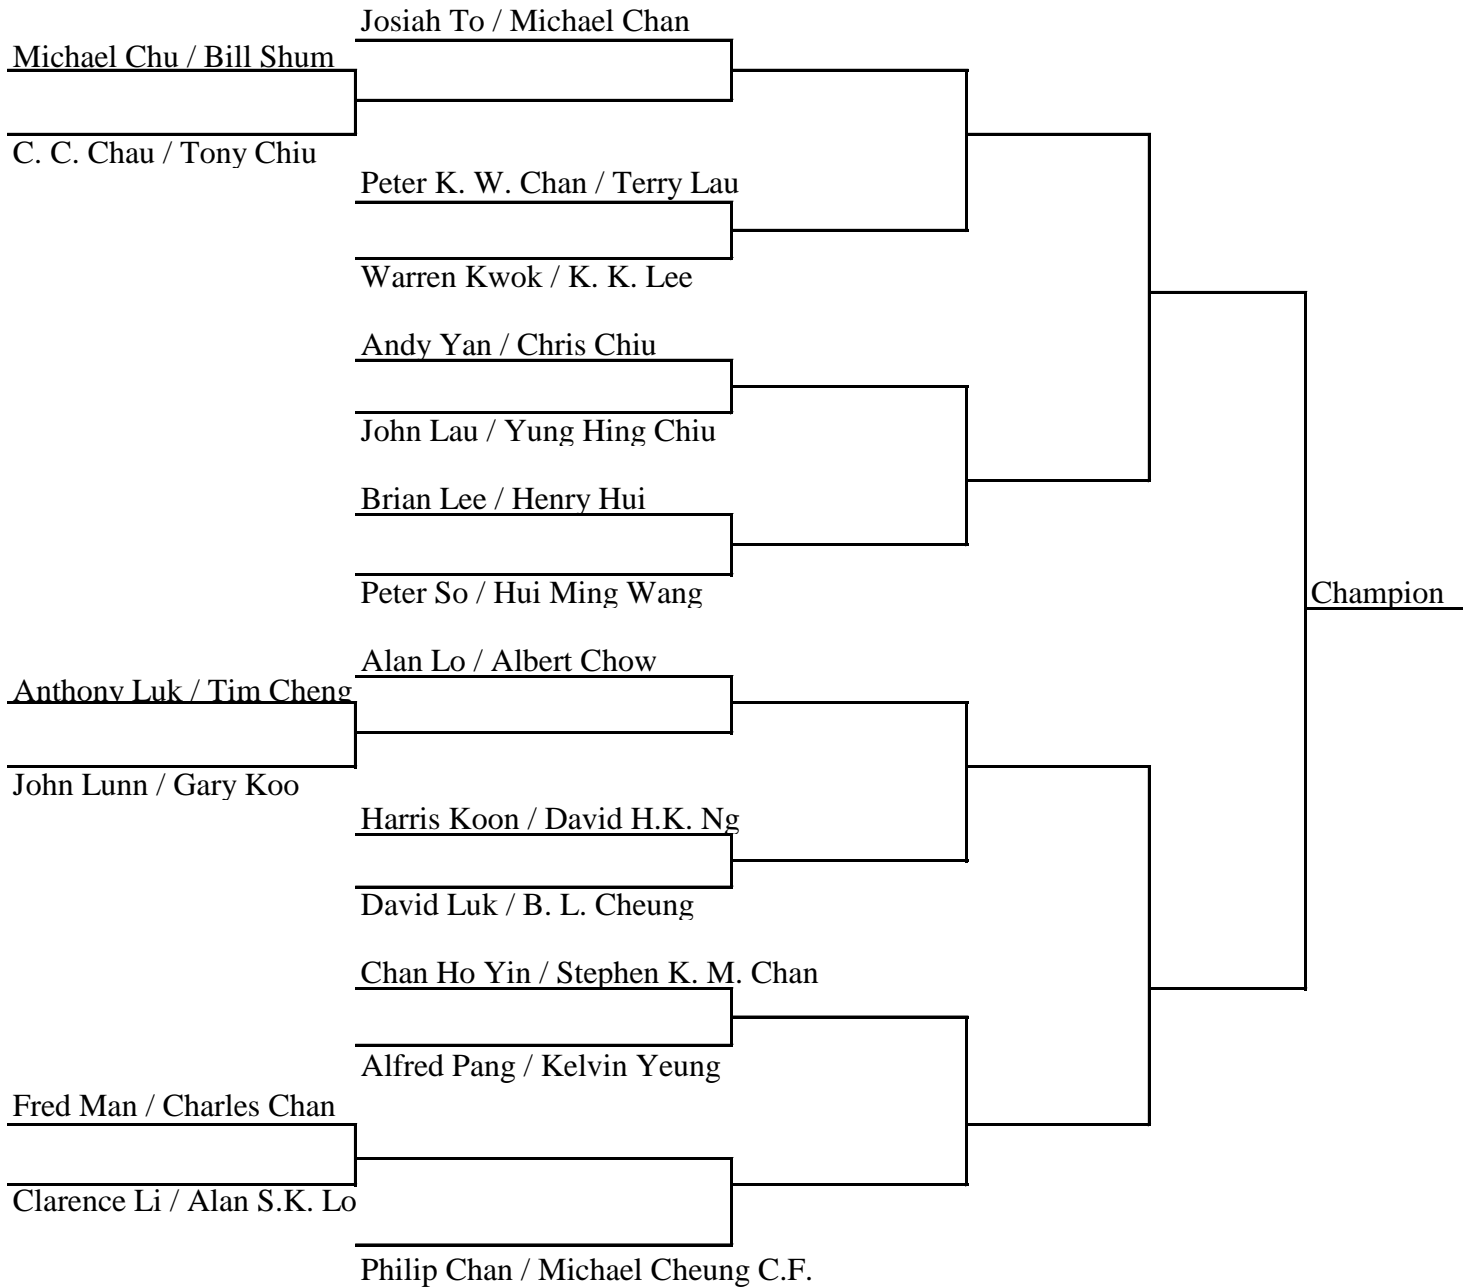 Josiah To / Michael Chan
Michael Chu / Bill Shum
C. C. Chau / Tony Chiu
Peter K. W. Chan / Terry Lau
Warren Kwok / K. K. Lee
Andy Yan / Chris Chiu
John Lau / Yung Hing Chiu
Brian Lee / Henry Hui
Peter So / Hui Ming Wang
Champion
Alan Lo / Albert Chow
Anthony Luk / Tim Cheng
John Lunn / Gary Koo
Harris Koon / David H.K. Ng
David Luk / B. L. Cheung
Chan Ho Yin / Stephen K. M. Chan
Alfred Pang / Kelvin Yeung
Fred Man / Charles Chan
Clarence Li / Alan S.K. Lo
Philip Chan / Michael Cheung C.F.